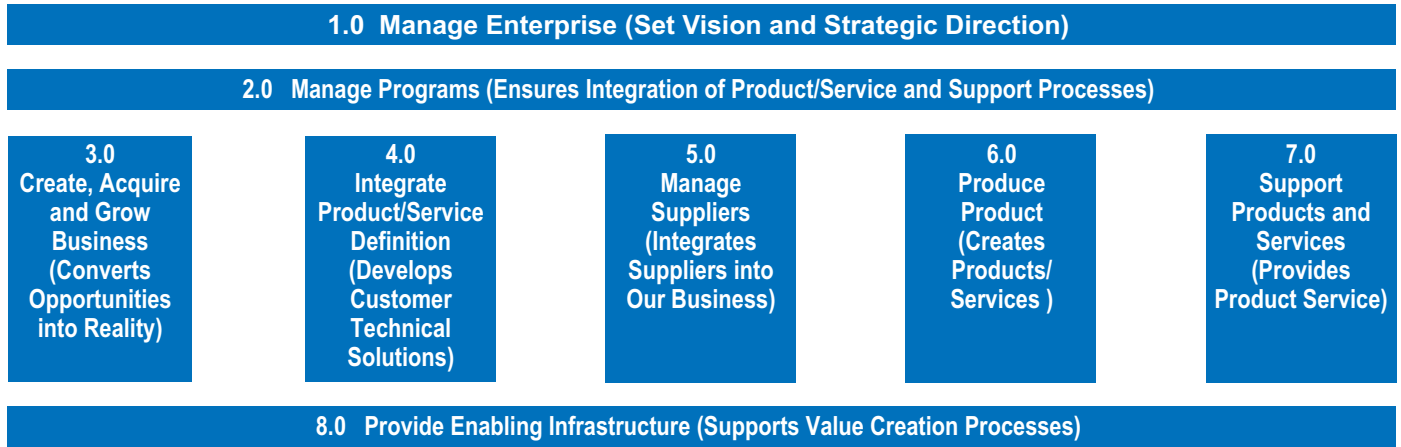 1.0 Manage Enterprise (Set Vision and Strategic Direction)
2.0 Manage Programs (Ensures Integration of Product/Service and Support Processes)
3.0
Create, Acquire
and Grow
Business
(Converts
Opportunities
into Reality)
4.0
Integrate
Product/Service
Definition
(Develops
Customer
Technical
Solutions)
5.0
Manage
Suppliers
(Integrates
Suppliers into
Our Business)
6.0
Produce
Product
(Creates
Products/
Services )
7.0
Support
Products and
Services
(Provides
Product Service)
8.0 Provide Enabling Infrastructure (Supports Value Creation Processes)